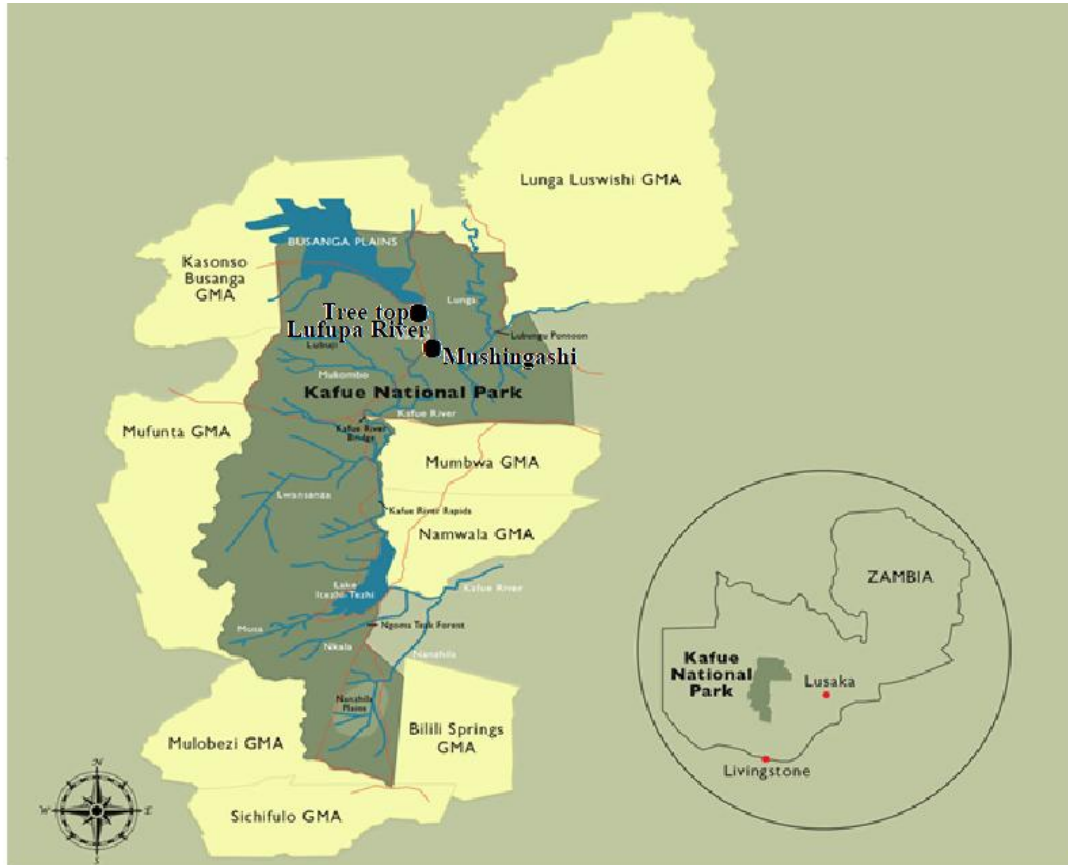 Lunga Luswishi GMA
BUSANGA PLAINS
Kasonso
Busanga
GMA
Lunga
Tree top
Lufupa River
Lubungu Pontoon
Lubuji
Mushingashi
Mukombo
Kafue National Park
Kafue River
Kafue River
Bridge
Mufunta GMA
Mumbwa GMA
Lwansanza
Kafue River Rapids
Namwala GMA
Lake
Itezhi-Tezhi
Kafue River
Musa
Ngoma Teak Forest
Nkala
Nanzhila
Nanzhila
Plains
Mulobezi GMA
Bilili Springs
GMA
Sichifulo GMA
ZAMBIA
Kafue
National
Park
Lusaka
Livingstone
N
W
E
S